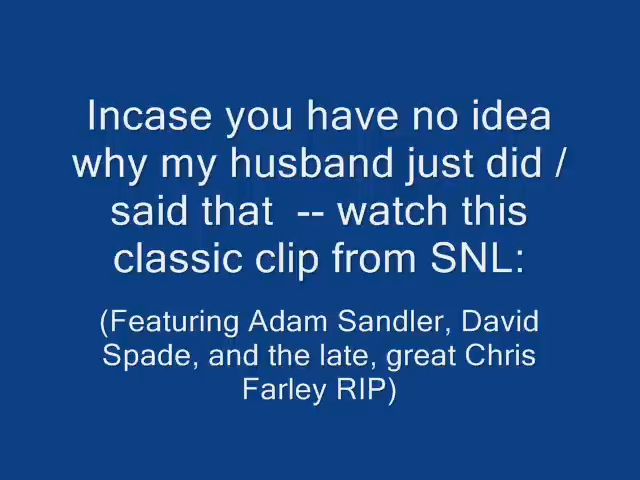 Incase you have no idea
why my husband just did /
said that  -- watch this
classic clip from SNL:
(Featuring Adam Sandler, David
Spade, and the late, great Chris
Farley RIP)